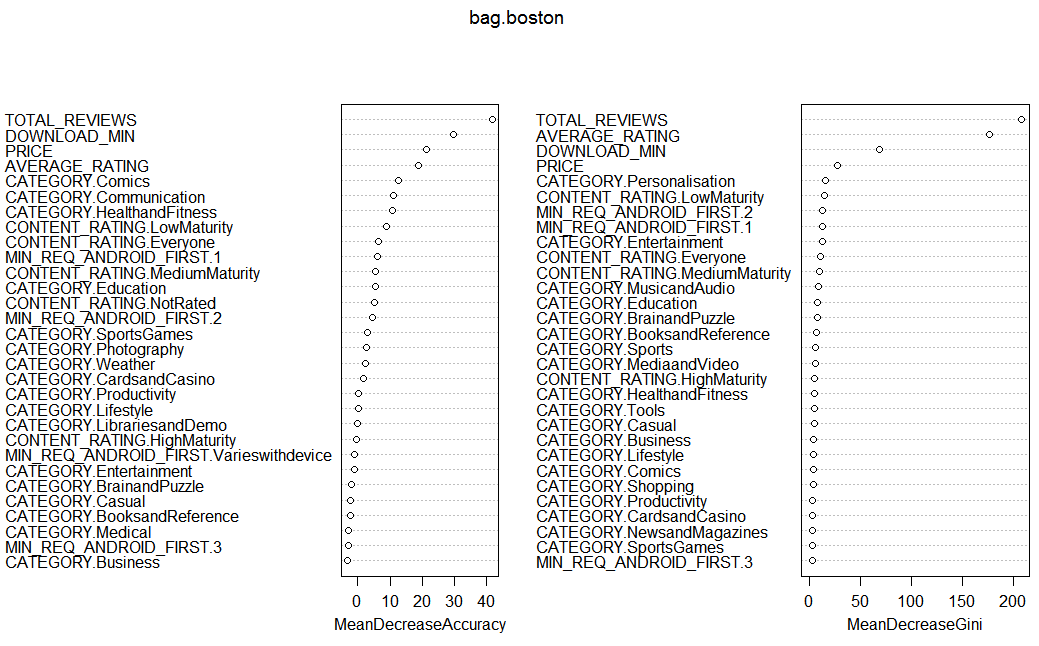 bag.boston
TOTAL_REVIEWS
DOWNLOAD_MIN
PRICE
AVERAGE_RATING
CATEGORY.Comics
CATEGORY.Communication
CATEGORY.HealthandFitness
CONTENT_RATING.LowMaturity
CONTENT_RATING.Everyone
MIN_REQ_ANDROID_FIRST.1
CONTENT_RATING.MediumMaturity
CATEGORY.Education
CONTENT_RATING.NotRated
MIN_REQ_ANDROID_FIRST.2
CATEGORY.SportsGames
CATEGORY.Photography
CATEGORY.Weather
CATEGORY.CardsandCasino
CATEGORY.Productivity
CATEGORY.Lifestyle
CATEGORY.LibrariesandDemo
CONTENT_RATING.HighMaturity
MIN_REQ_ANDROID_FIRST.Varieswithdevice
CATEGORY.Entertainment
CATEGORY.BrainandPuzzle
CATEGORY.Casual
CATEGORY.BooksandReference
CATEGORY.Medical
MIN_REQ_ANDROID_FIRST.3
CATEGORY.Business
0 10 20 30 40
MeanDecreaseAccuracy
TOTAL_REVIEWS
AVERAGE_RATING
DOWNLOAD_MIN
PRICE
CATEGORY.Personalisation
CONTENT_RATING.LowMaturity
MIN_REQ_ANDROID_FIRST.2
MIN_REQ_ANDROID_FIRST.1
CATEGORY.Entertainment
CONTENT_RATING.Everyone
CONTENT_RATING.MediumMaturity
CATEGORY.MusicandAudio
CATEGORY.Education
CATEGORY.BrainandPuzzle
CATEGORY.BooksandReference
CATEGORY.Sports
CATEGORY.MediaandVideo
CONTENT_RATING.HighMaturity
CATEGORY.HealthandFitness
CATEGORY.Tools
CATEGORY.Casual
CATEGORY.Business
CATEGORY.Lifestyle
CATEGORY.Comics
CATEGORY.Shopping
CATEGORY.Productivity
CATEGORY.CardsandCasino
CATEGORY.NewsandMagazines
CATEGORY.SportsGames
MIN_REQ_ANDROID_FIRST.3
0 50 100 150 200
MeanDecreaseGini